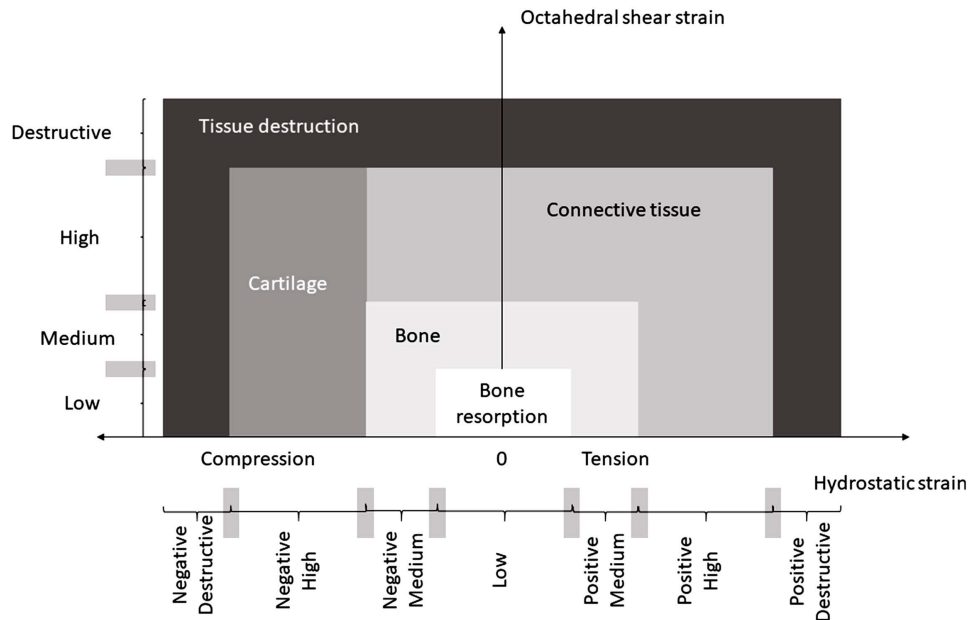 Octahedral shear strain
Destructive
Tissue destruction
Connective tissue
High
Cartilage
Medium
Bone
Low
Bone
resorption
Compression
0
Tension
Hydrostatic strain
Negative
Destructive
Negative
High
Negative
Medium
Low
Positive
Medium
Positive
High
Positive
Destructive